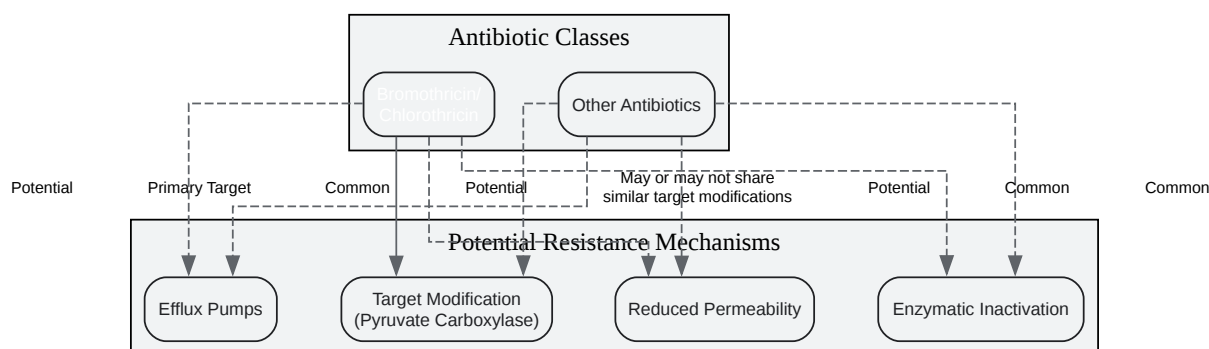 Antibiotic Classes
Bromothricin/
Chlorothricin
Other Antibiotics
Potential
Primary Target
Common
Potential
May or may not share
similar target modifications
Potential
Common
Common
Potential Resistance Mechanisms
Efflux Pumps
Target Modification
(Pyruvate Carboxylase)
Reduced Permeability
Enzymatic Inactivation